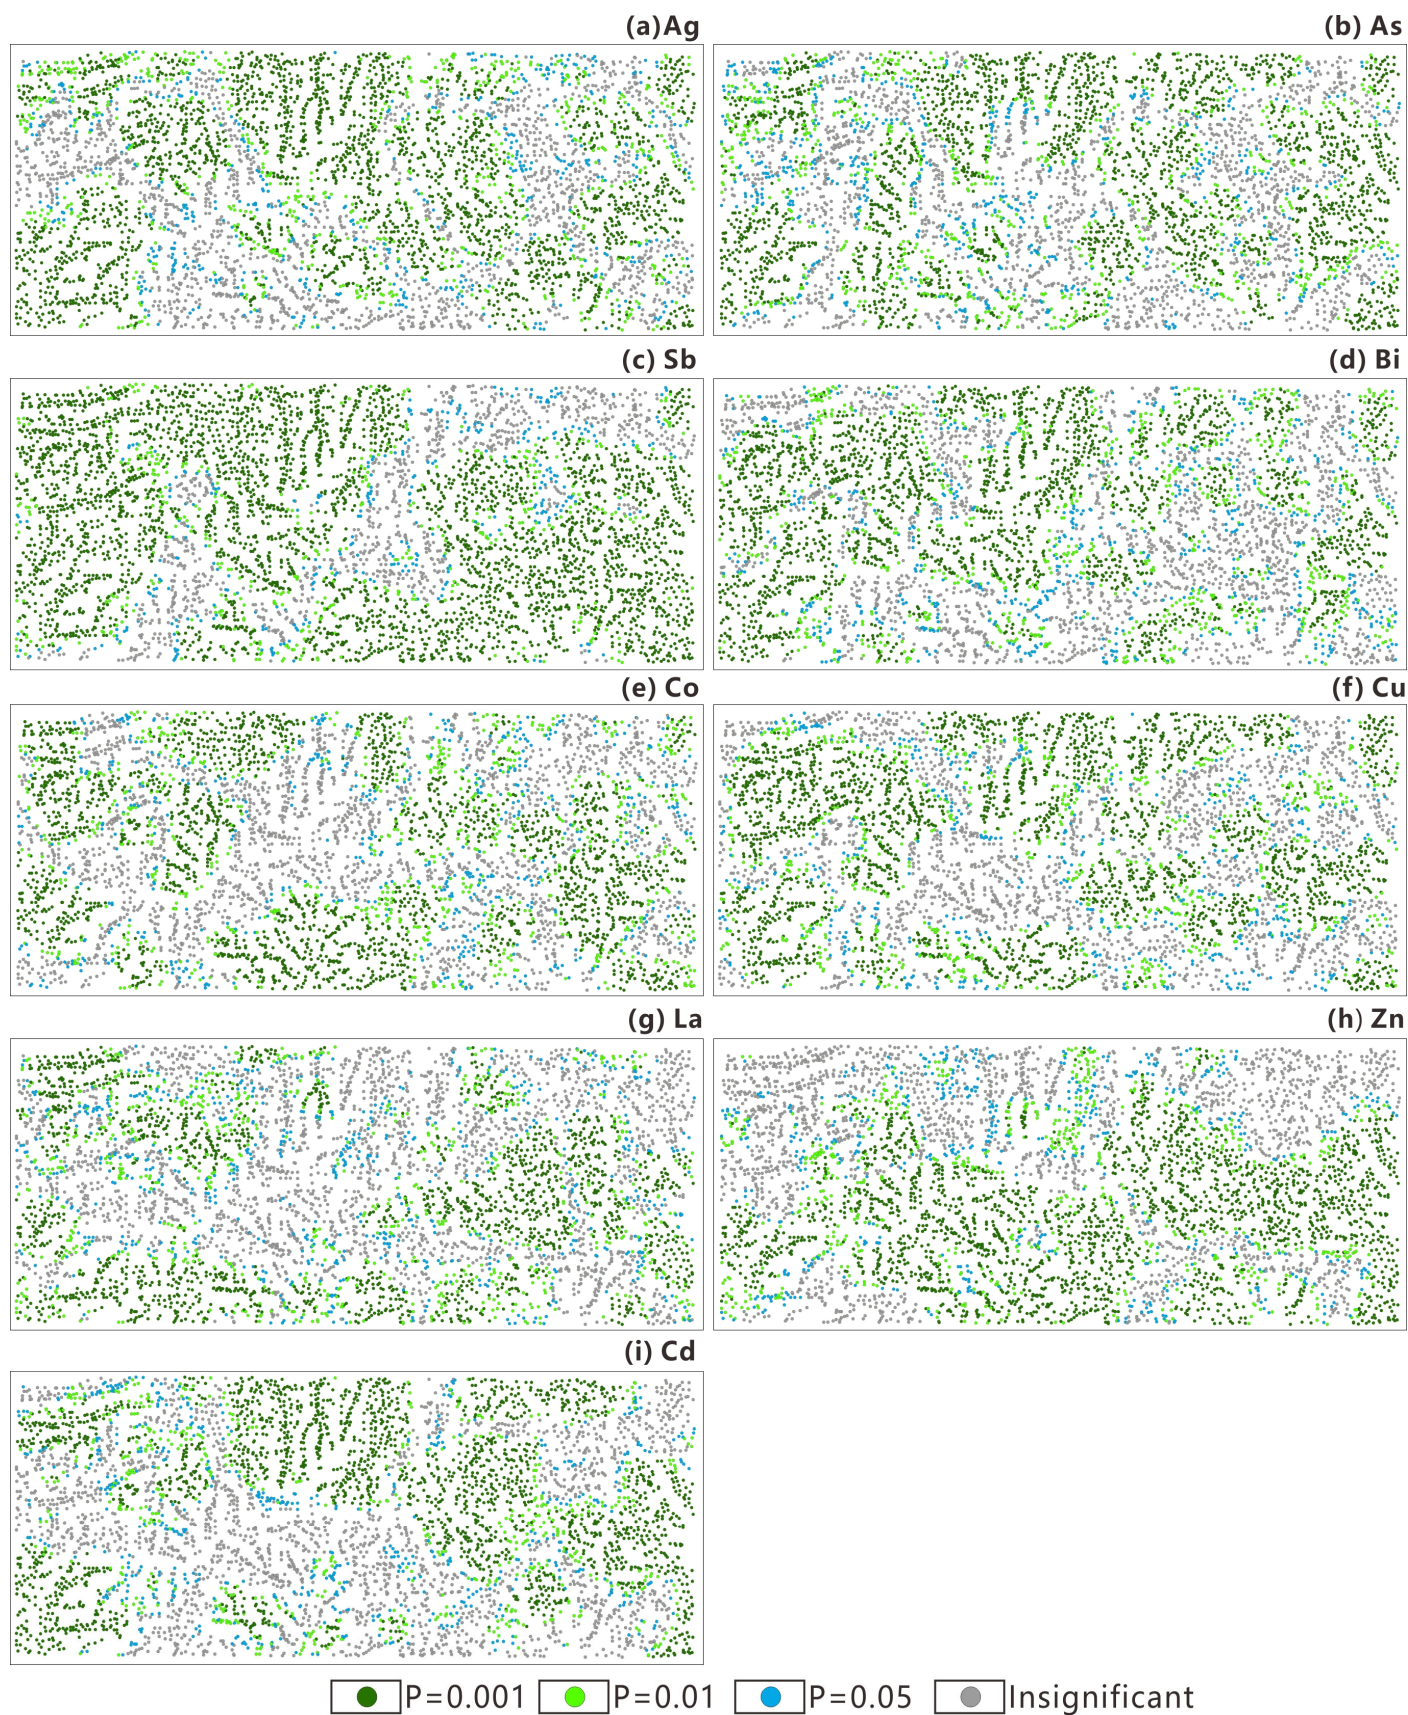 (a)Ag
(b) As
(c) Sb
(d) Bi
(e) Co
(f) Cu
(g) La
(h) Zn
(i) Cd
P=0.001 P=0.01 P=0.05 Insignificant